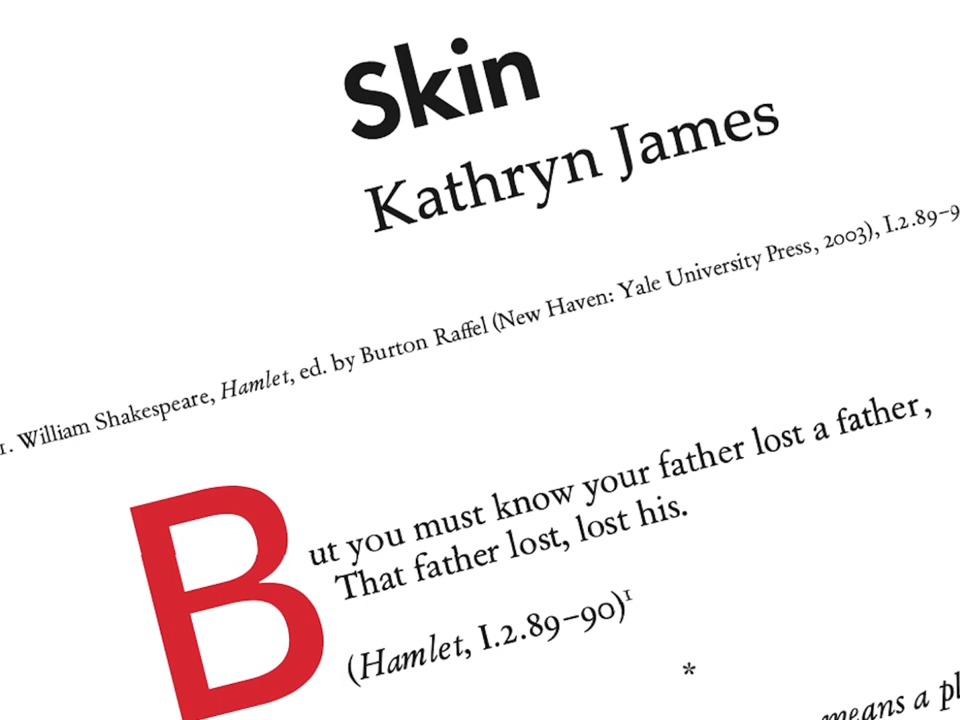 Skin
Kathryn James
1. William Shakespeare, Hamlet, ed. by Burton Raffel (New Haven: Yale University Press, 2003), I.2.89–9
But you must know your father lost a father,
That father lost, lost his.
(Hamlet, I.2.89–90)¹
*
means a pl